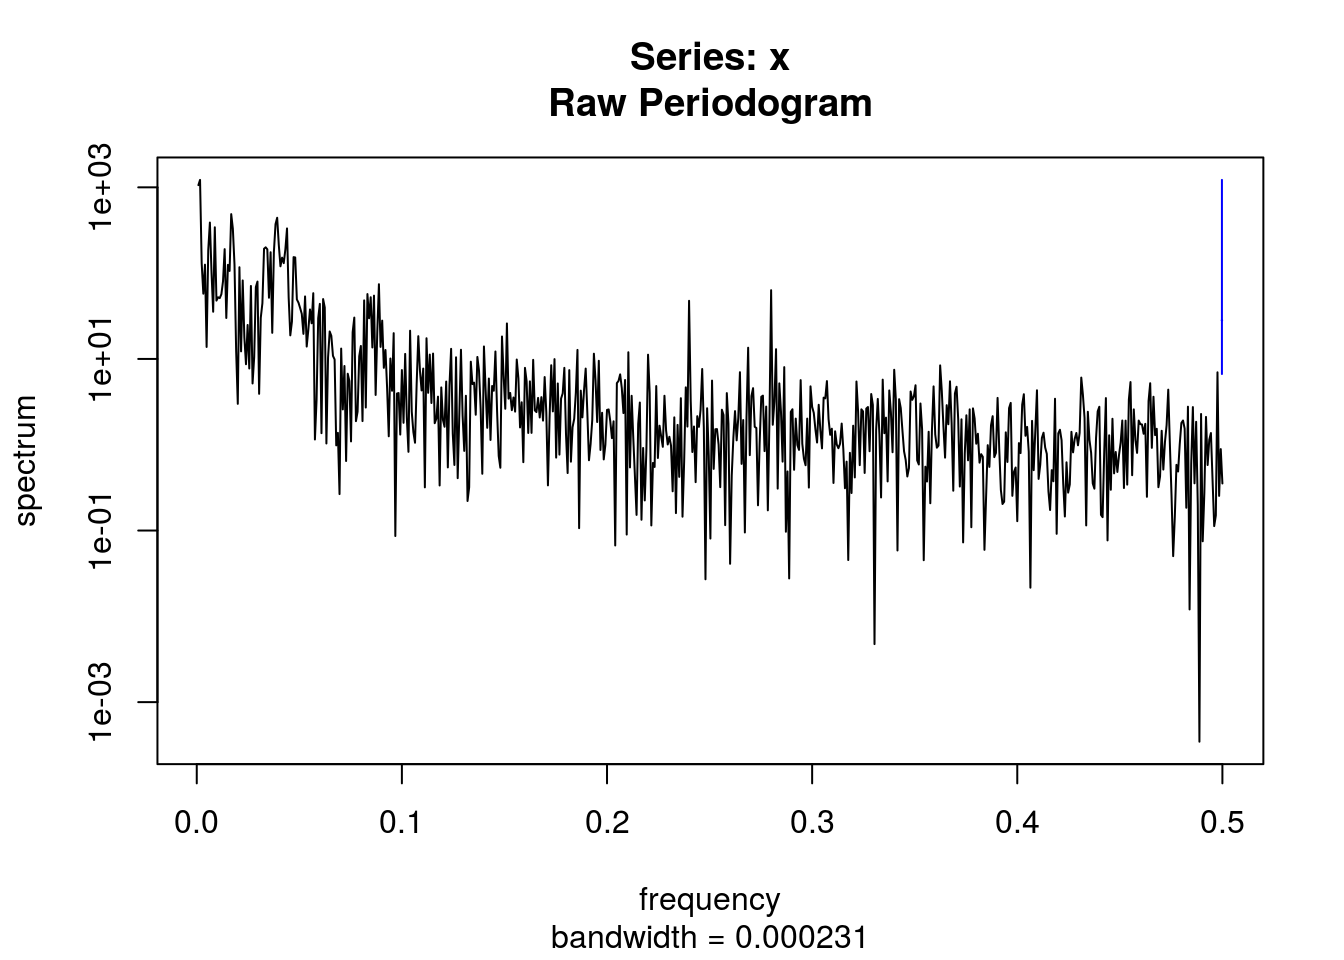 Series: x
Raw Periodogram
spectrum
1e+03
1e+01
1e-01
1e-03
0.0 0.1 0.2 0.3 0.4 0.5
frequency
bandwidth = 0.000231